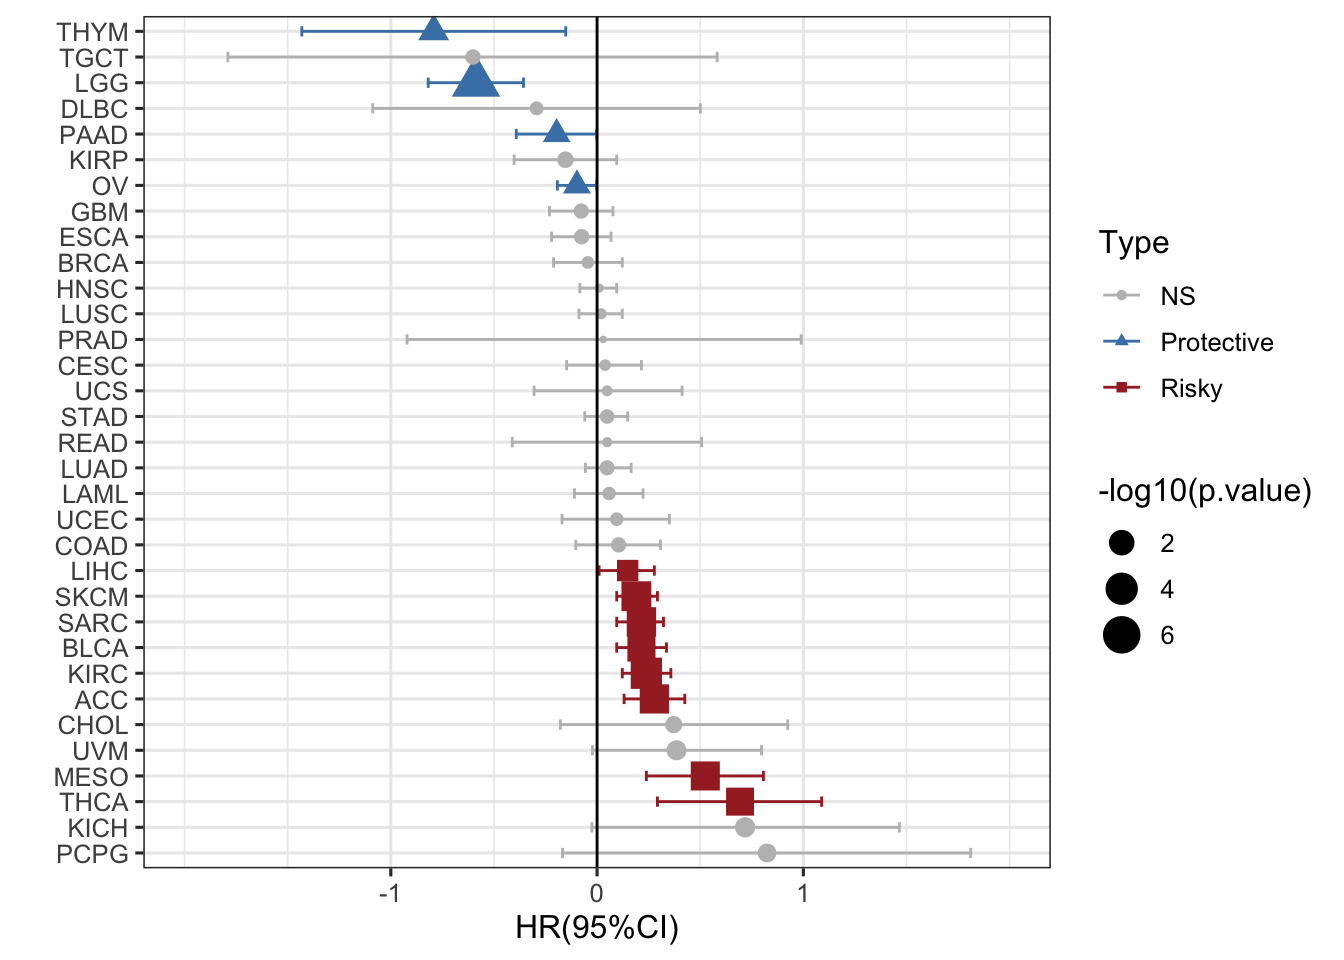 THYM
TGCT
LGG
DLBC
PAAD
KIRP
OV
GBM
ESCA
BRCA
HNSC
LUSC
PRAD
CESC
UCS
STAD
READ
LUAD
LAML
UCEC
COAD
LIHC
SKCM
SARC
BLCA
KIRC
ACC
CHOL
UVM
MESO
THCA
KICH
PCPG
-1 0 1
HR(95%CI)
Type
NS
Protective
Risky
-log10(p.value)
2
4
6